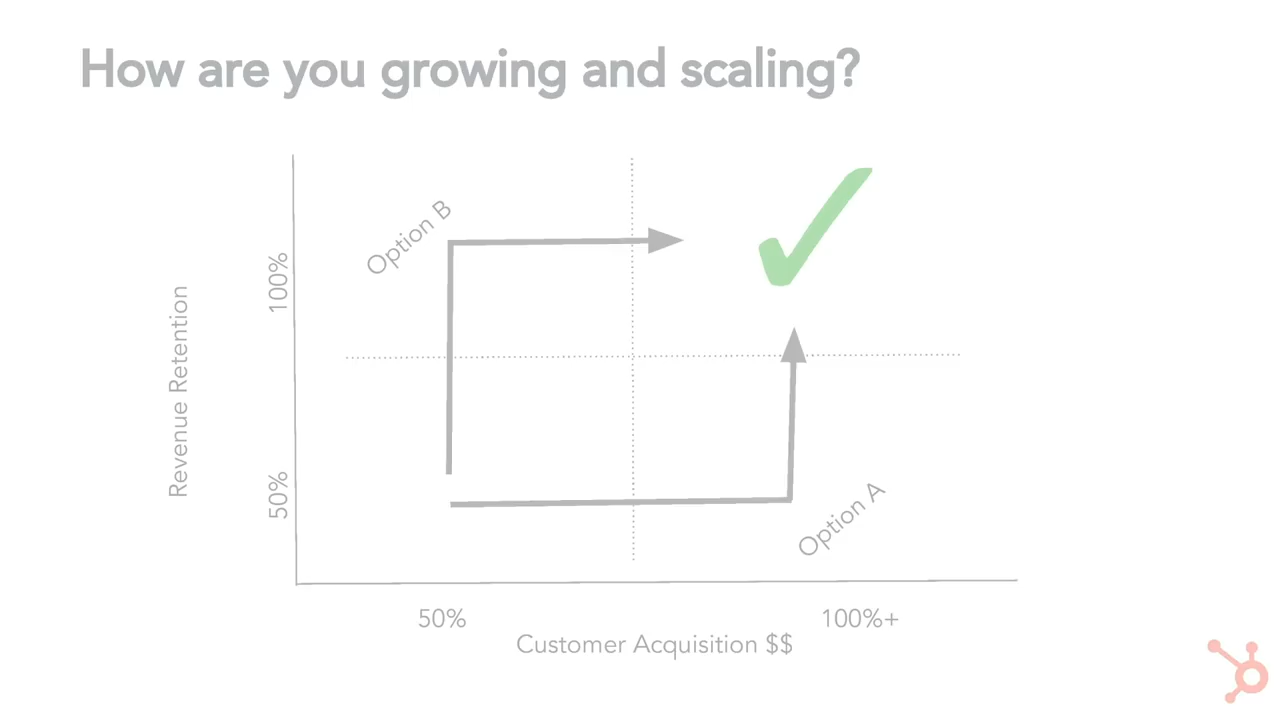 How are you growing and scaling?
Option B
100%
Revenue Retention
50%
Option A
50%
100%+
Customer Acquisition $$